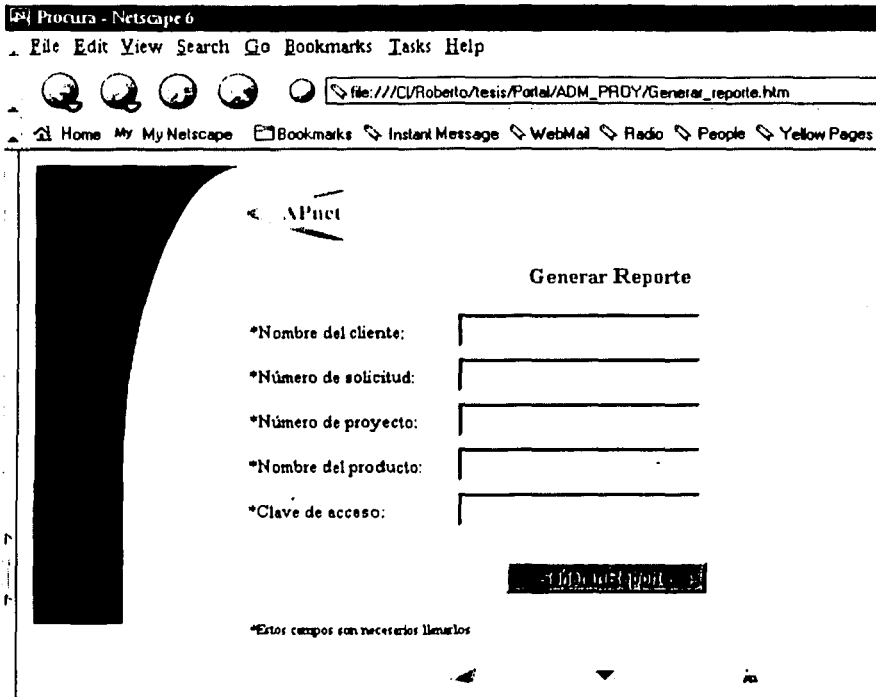 Procura - Netscape 6
File Edit View Search Go Bookmarks Tasks Help
file:///C|/Roberto/tesis/Portal/ADM_PROY/Generar_reporte.htm
Home My My Netscape Bookmarks Instant Message WebMail Radio People Yellow Pages
APnet
Generar Reporte
*Nombre del cliente:
*Número de solicitud:
*Número de proyecto:
*Nombre del producto:
*Clave de acceso:
*Estos campos son necesarios llenarlos